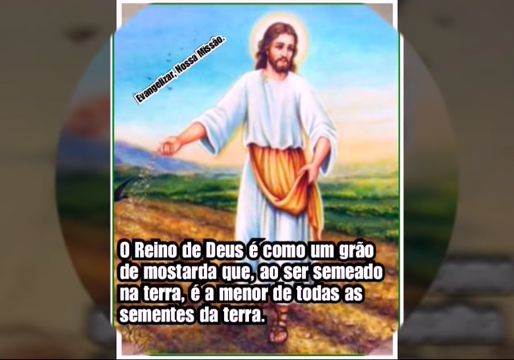 Evangelizar, Nossa Missão.
O Reino de Deus é como um grão
de mostarda que, ao ser semeado
na terra, é a menor de todas as
sementes da terra.